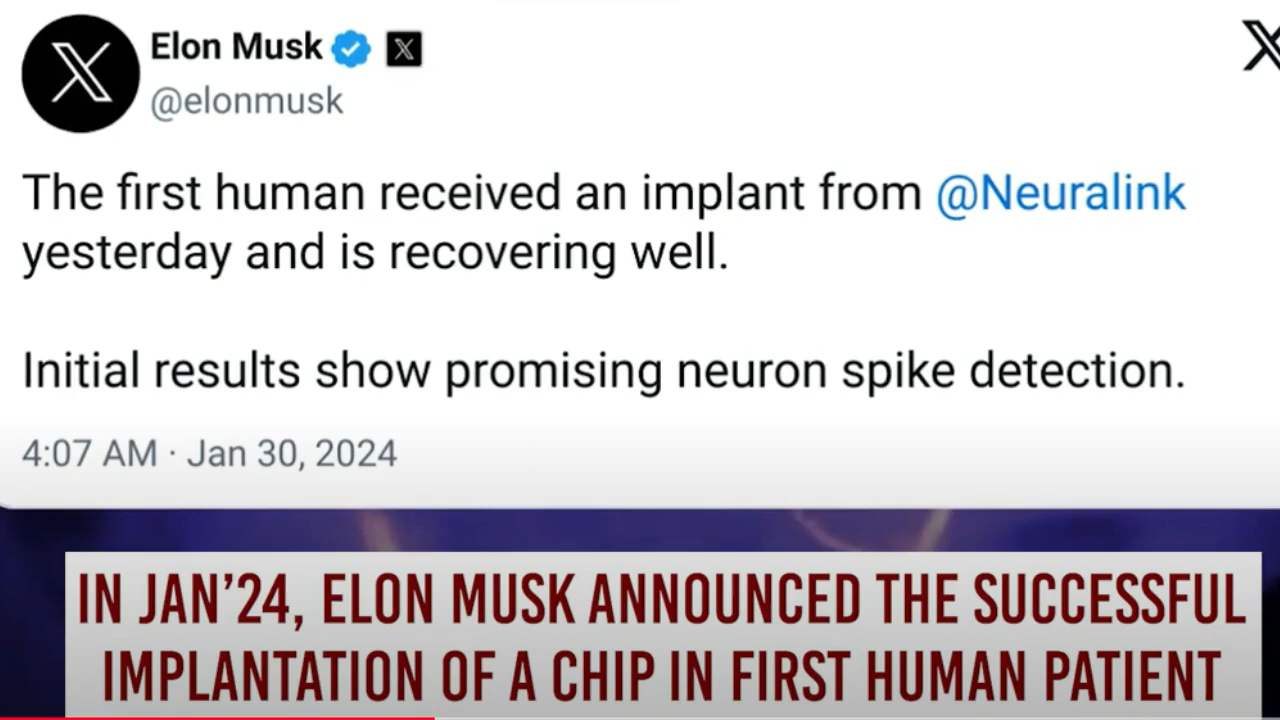 Elon Musk
@elonmusk
The first human received an implant from @Neuralink
yesterday and is recovering well.
Initial results show promising neuron spike detection.
4:07 AM · Jan 30, 2024
IN JAN’24, ELON MUSK ANNOUNCED THE SUCCESSFUL
IMPLANTATION OF A CHIP IN FIRST HUMAN PATIENT